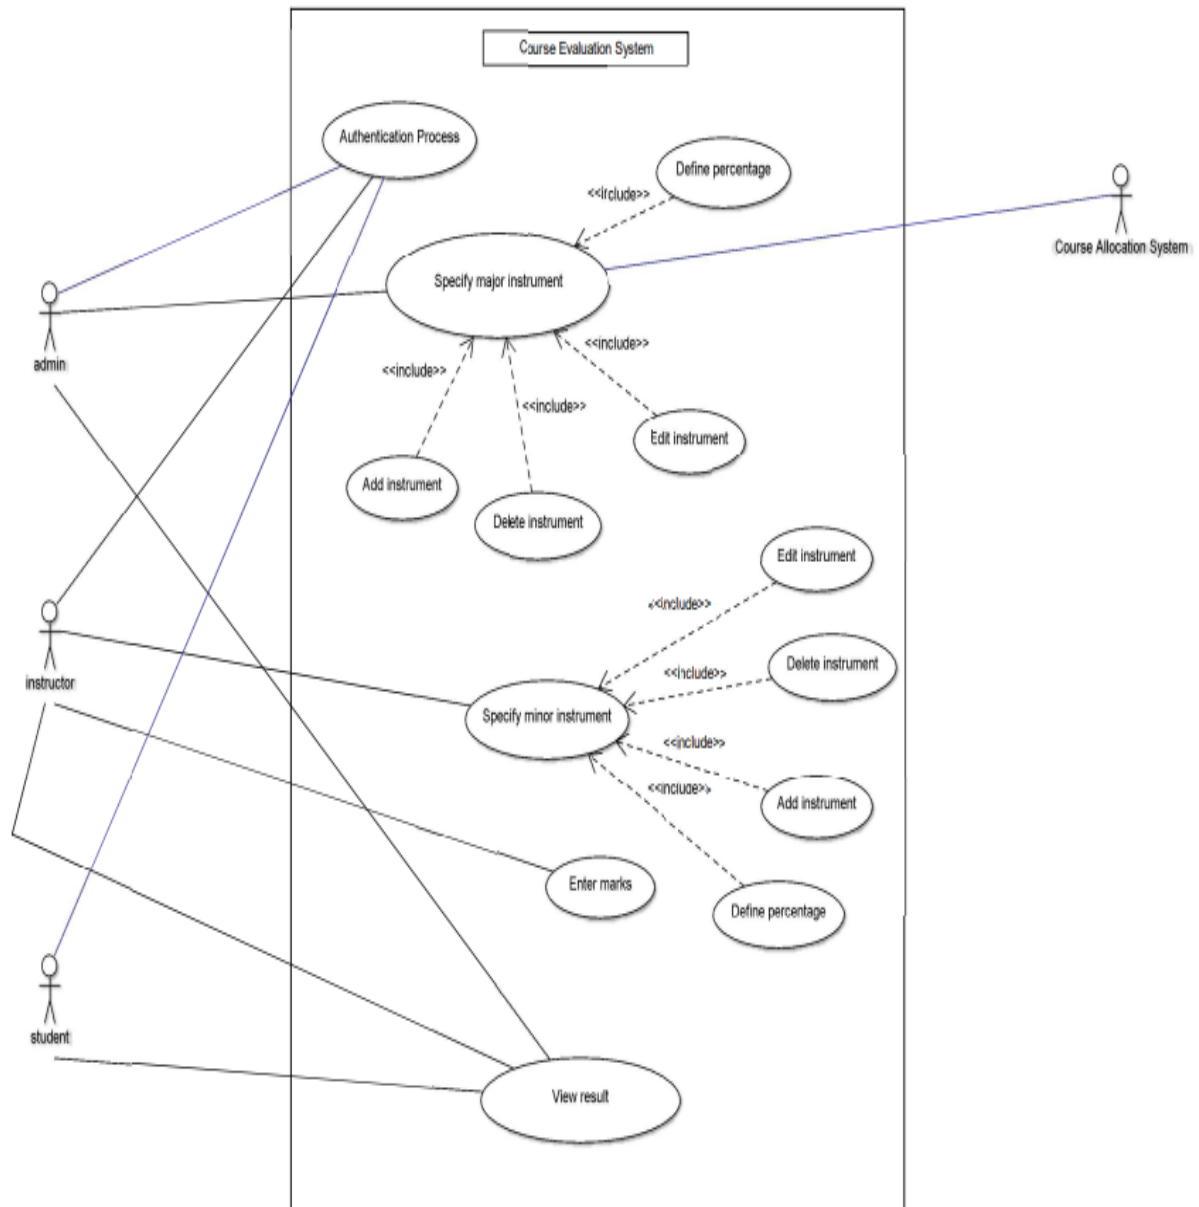 Course Evaluation System
Authentication Process
Define percentage
<<include>>
Course Allocation System
Specify major instrument
admin
<<include>>
<<include>>
<<include>>
Edit instrument
Add instrument
Delete instrument
Edit instrument
<<include>>
instructor
Delete instrument
<<include>>
Specify minor instrument
<<include>>
<<include>>
Add instrument
Enter marks
Define percentage
student
View result